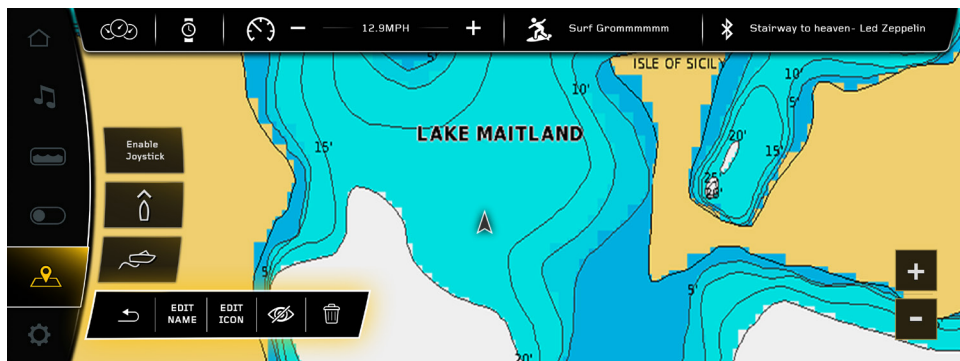 12.9MPH
Surf Grommmmmm
Stairway to heaven- Led Zeppelin
ISLE OF SICILY
5'
10'
10'
5'
LAKE MAITLAND
15'
20'
15'
25'
Enable
Joystick
5'
5'
EDIT
NAME
EDIT
ICON
20'